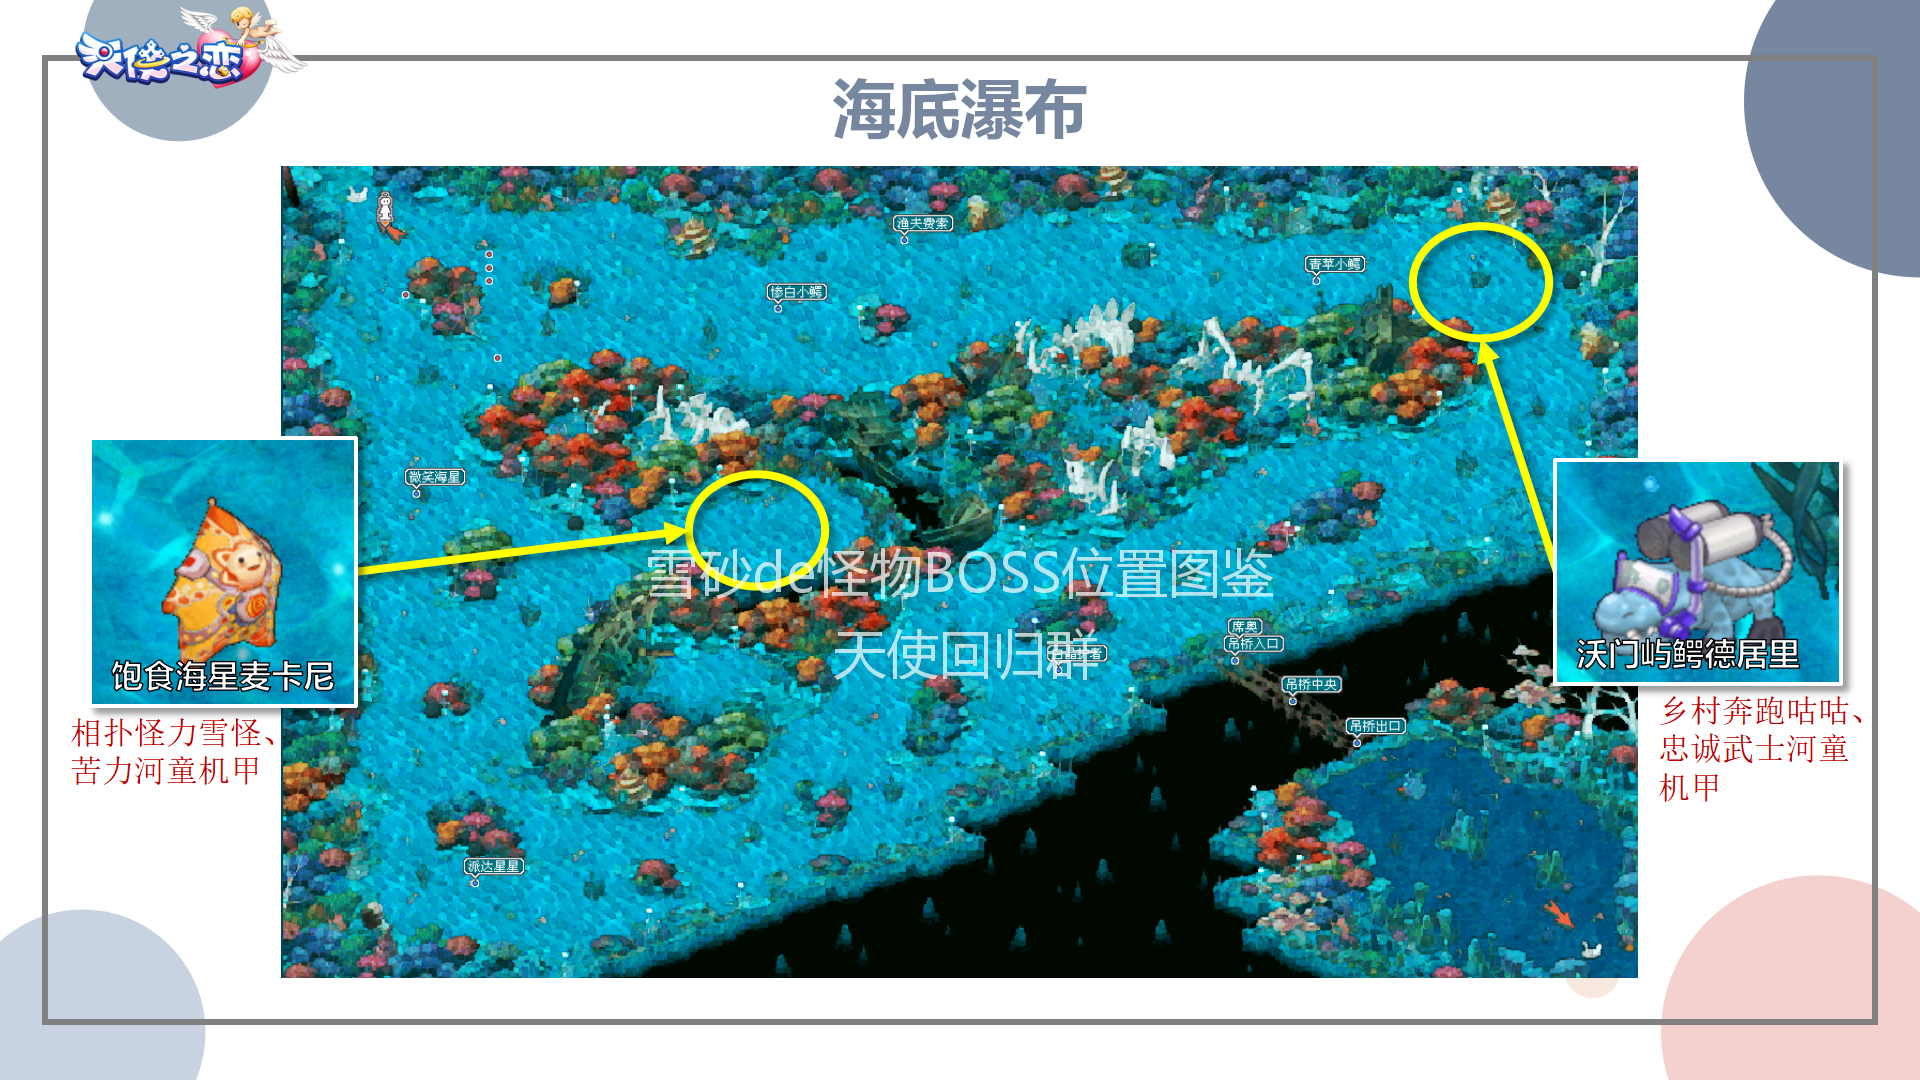 天使之恋
海底瀑布
渔夫费索
青苹小鳄
惨白小鳄
微笑海星
饱食海星麦卡尼
相扑怪力雪怪、
苦力河童机甲
雪砂de怪物BOSS位置图鉴
天使回归群
席奥
吊桥入口
吊桥中央
吊桥出口
沃门屿鳄德居里
乡村奔跑咕咕、
忠诚武士河童
机甲
派达星星